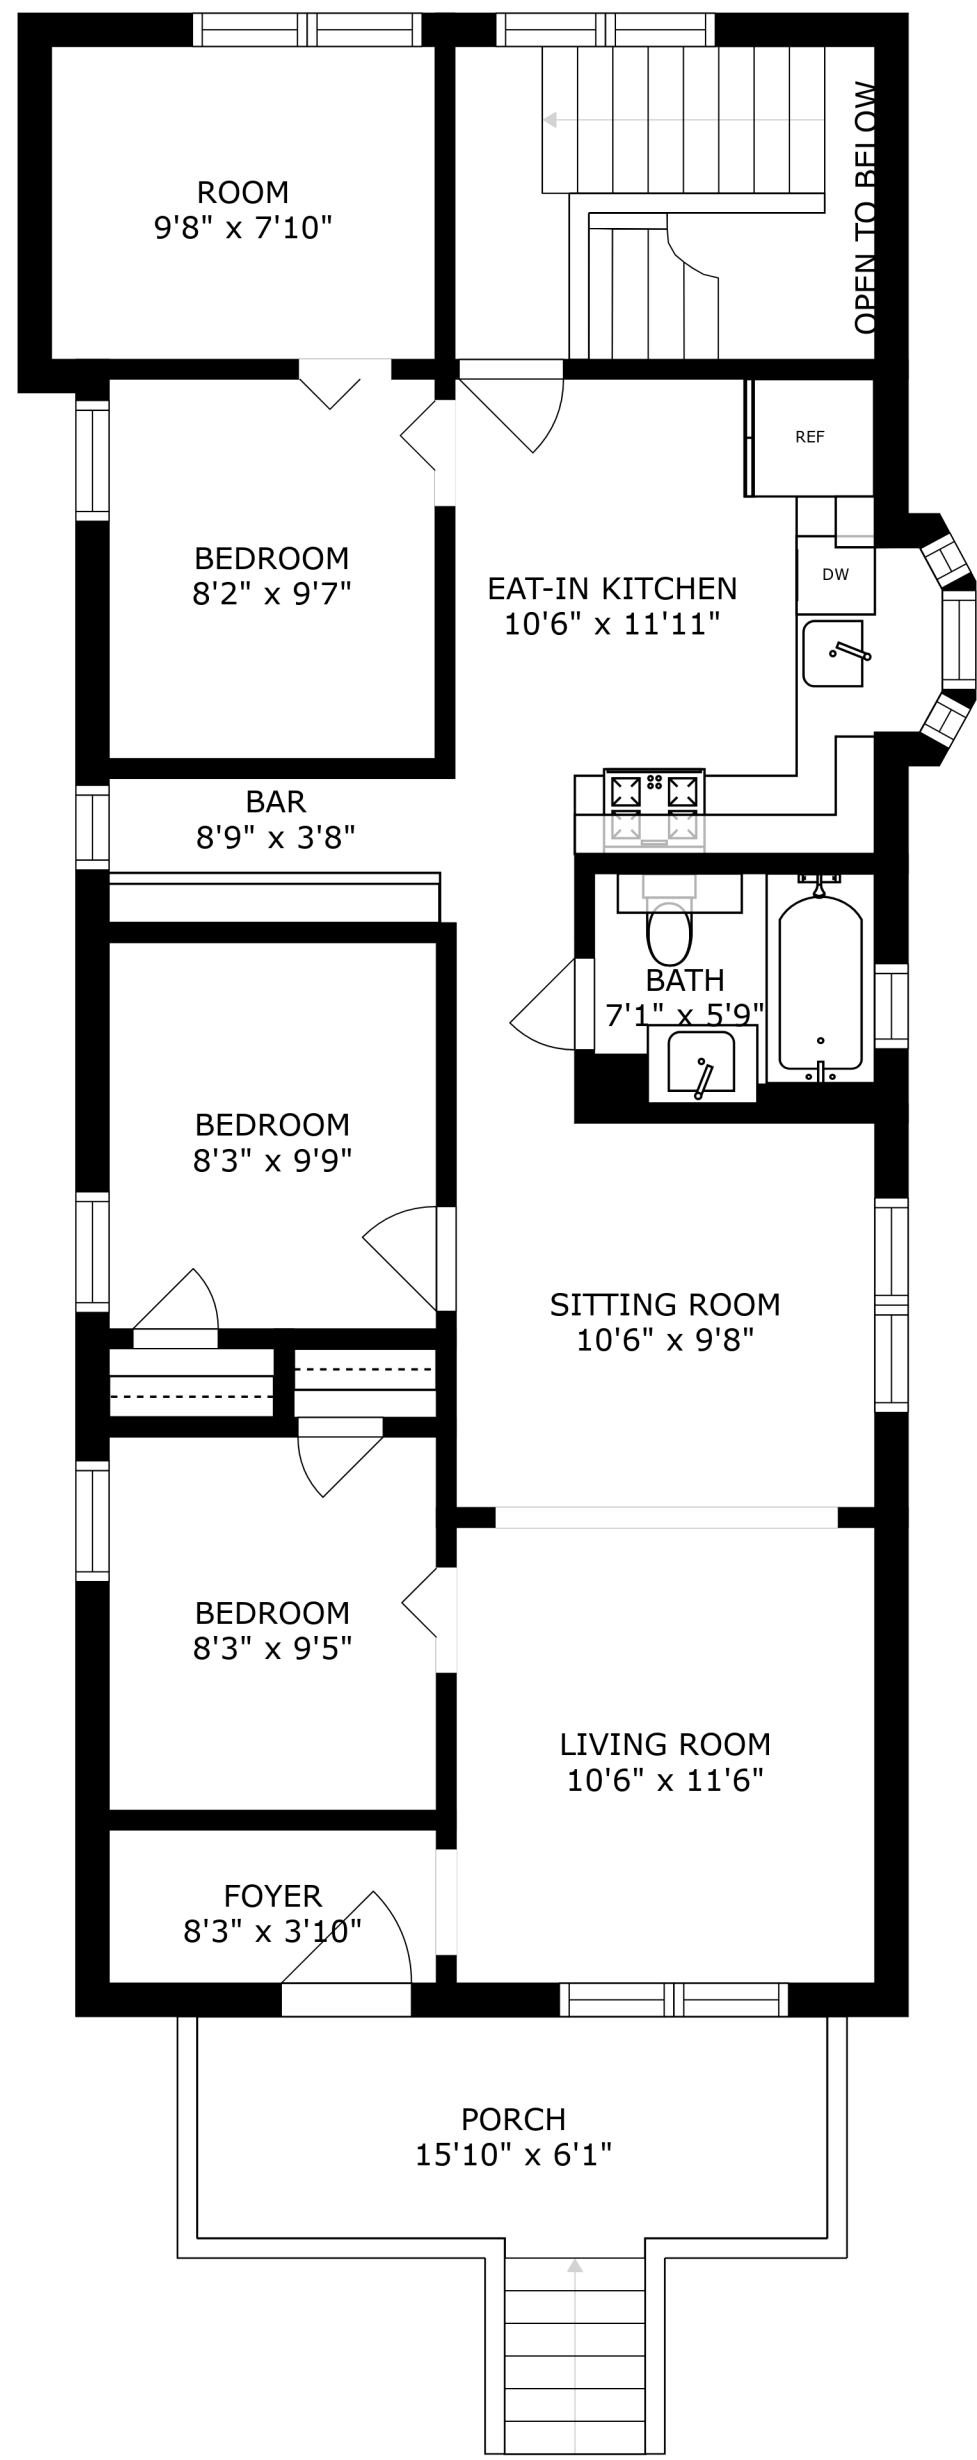 ROOM
9'8" x 7'10"
OPEN TO BELOW
REF
BEDROOM
8'2" x 9'7"
DW
EAT-IN KITCHEN
10'6" x 11'11"
BAR
8'9" x 3'8"
BATH
7'1" x 5'9"
BEDROOM
8'3" x 9'9"
SITTING ROOM
10'6" x 9'8"
BEDROOM
8'3" x 9'5"
LIVING ROOM
10'6" x 11'6"
FOYER
8'3" x 3'10"
PORCH
15'10" x 6'1"